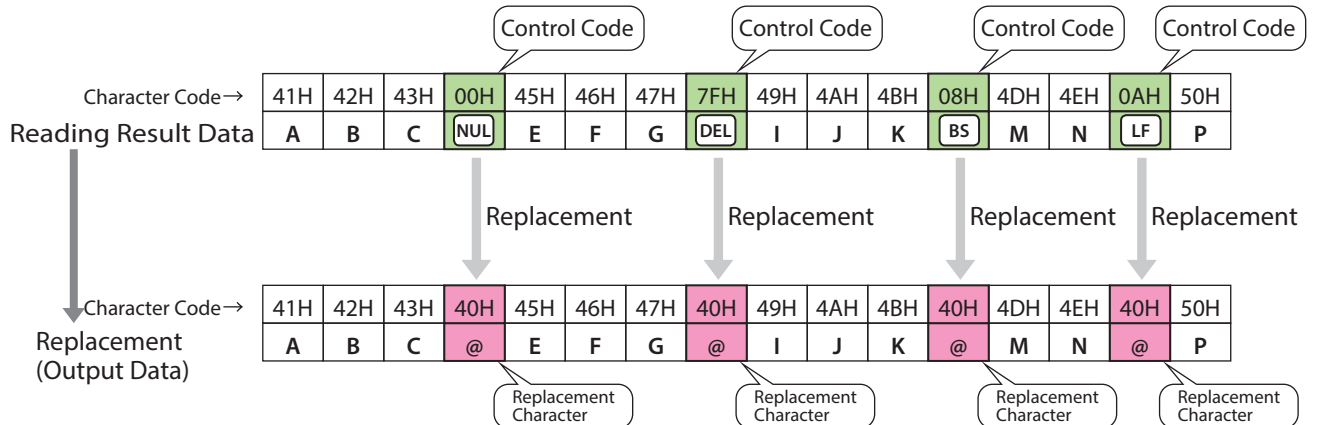 Control Code Control Code Control Code Control Code
Character Code→ 41H 42H 43H 00H 45H 46H 47H 7FH 49H 4AH 4BH 08H 4DH 4EH 0AH 50H
Reading Result Data A B C NUL E F G DEL I J K BS M N LF P
Replacement Replacement Replacement Replacement
Character Code→ 41H 42H 43H 40H 45H 46H 47H 40H 49H 4AH 4BH 40H 4DH 4EH 40H 50H
Replacement
(Output Data)
A B C @ E F G @ I J K @ M N @ P
Replacement
Character
Replacement
Character
Replacement
Character
Replacement
Character